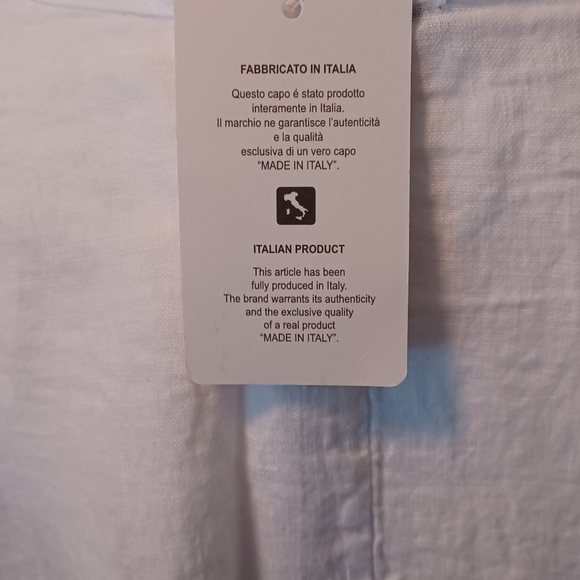 FABBRICATO IN ITALIA
Questo capo é stato prodotto
interamente in Italia.
Il marchio ne garantisce l'autenticità
e la qualità
esclusiva di un vero capo
"MADE IN ITALY".
ITALIAN PRODUCT
This article has been
fully produced in Italy.
The brand warrants its authenticity
and the exclusive quality
of a real product
"MADE IN ITALY".